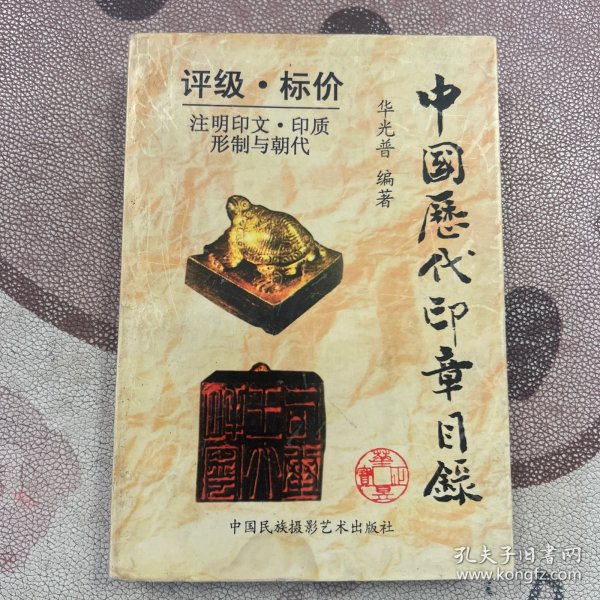 评级·标价
注明印文·印质
形制与朝代
中國歷代印章目錄
华光普 编著
中国民族摄影艺术出版社
孔夫子旧书网
www.kongfz.com